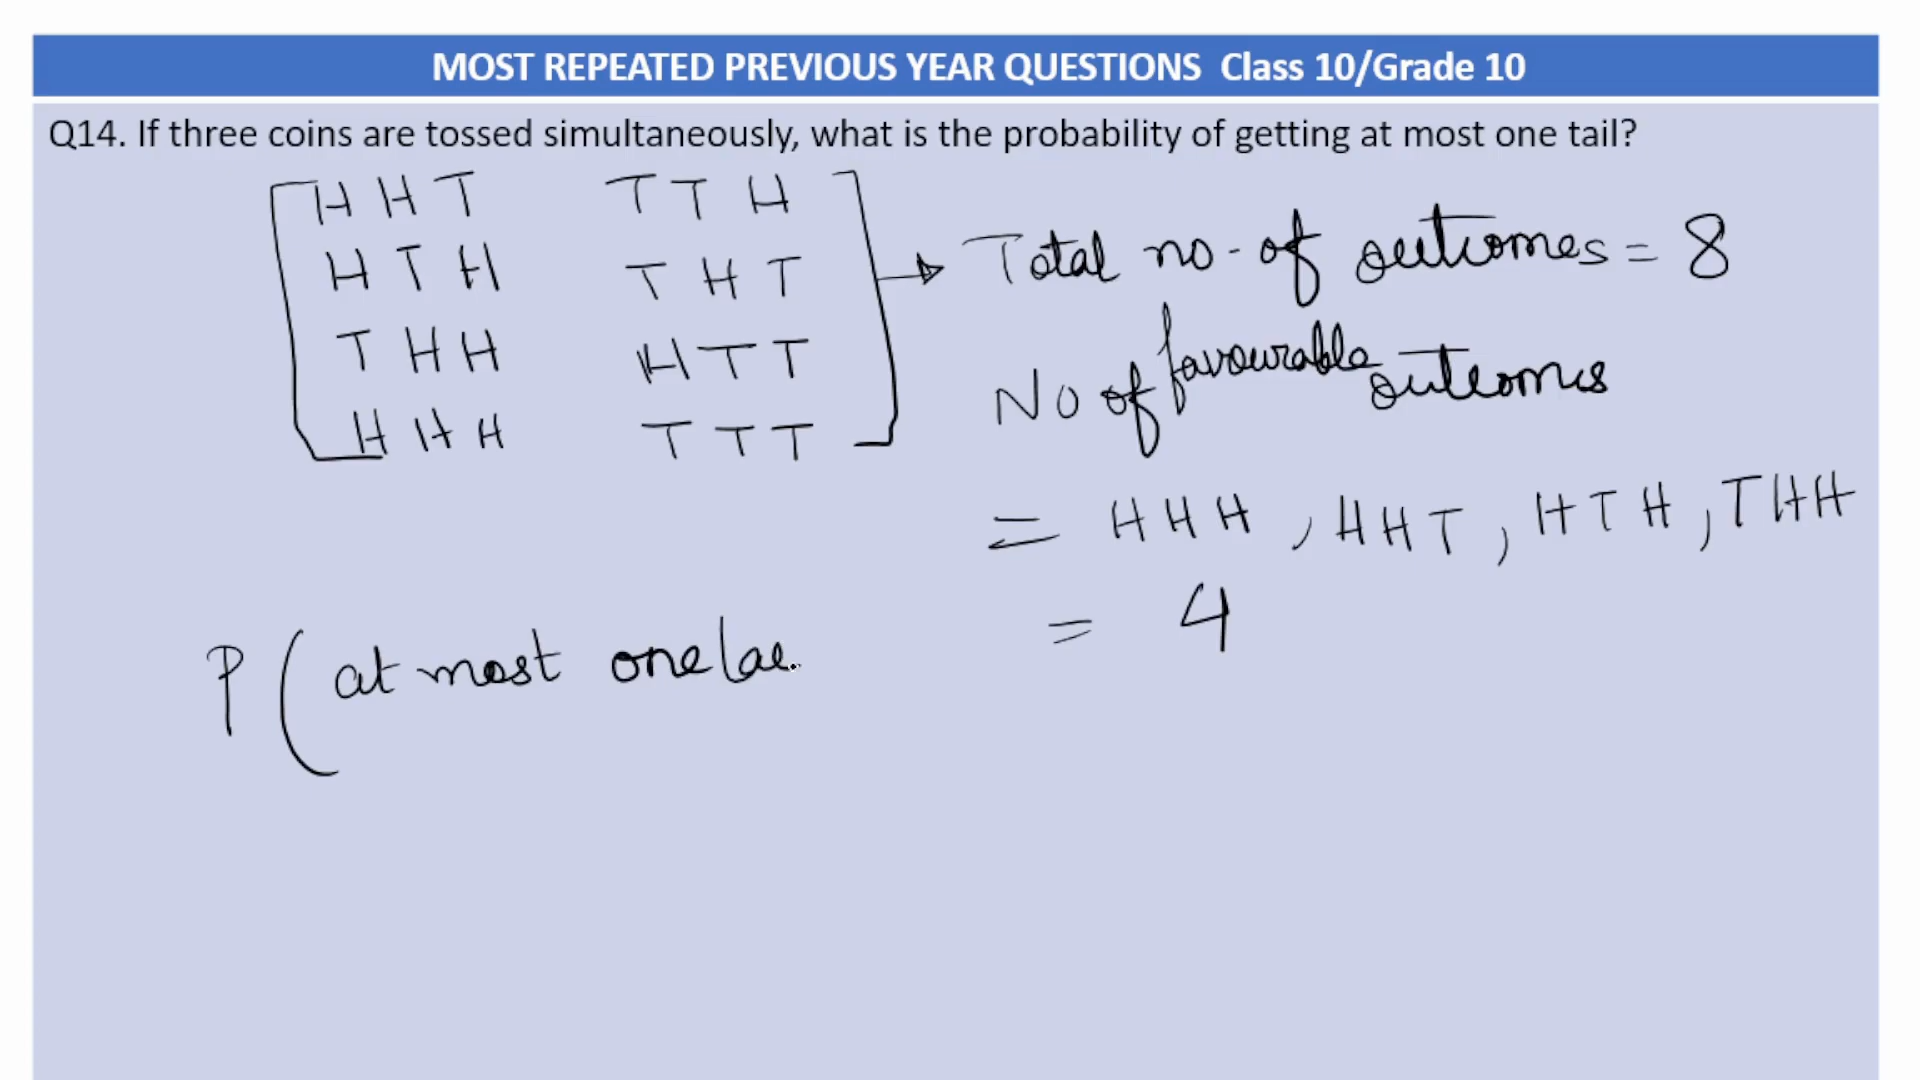 MOST REPEATED PREVIOUS YEAR QUESTIONS Class 10/Grade 10
Q14. If three coins are tossed simultaneously, what is the probability of getting at most one tail?
H H T T T H
H T H T H T
T H H H T T
H H H T T T
Total no. of outcomes = 8
No of favourable outcomes
= H H H , H H T , H T H , T H H
= 4
P ( at most one